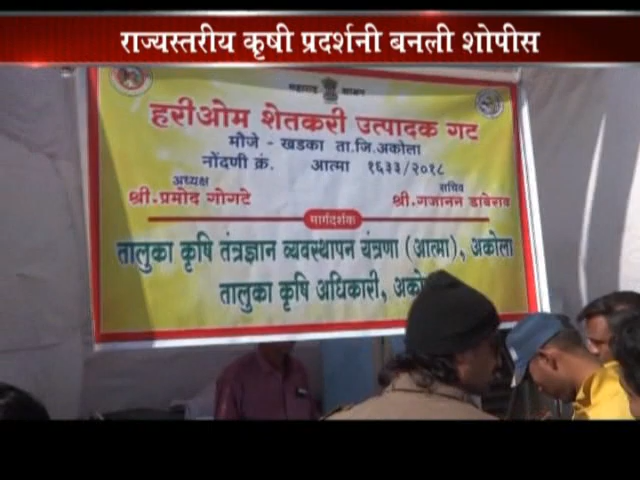 राज्यस्तरीय कृषी प्रदर्शनी बनली शोपीस
महाराष्ट्र शासन
हरीओम शेतकरी उत्पादक गट
मौजे - खडका ता.जि.अकोला
नोंदणी क्रं. आत्मा १६३३/२०१८
अध्यक्ष
श्री.प्रमोद गोगटे
सचिव
श्री.गजानन डाबेराव
मार्गदर्शक
तालुका कृषि तंत्रज्ञान व्यवस्थापन यंत्रणा (आत्मा), अकोला
तालुका कृषि अधिकारी,